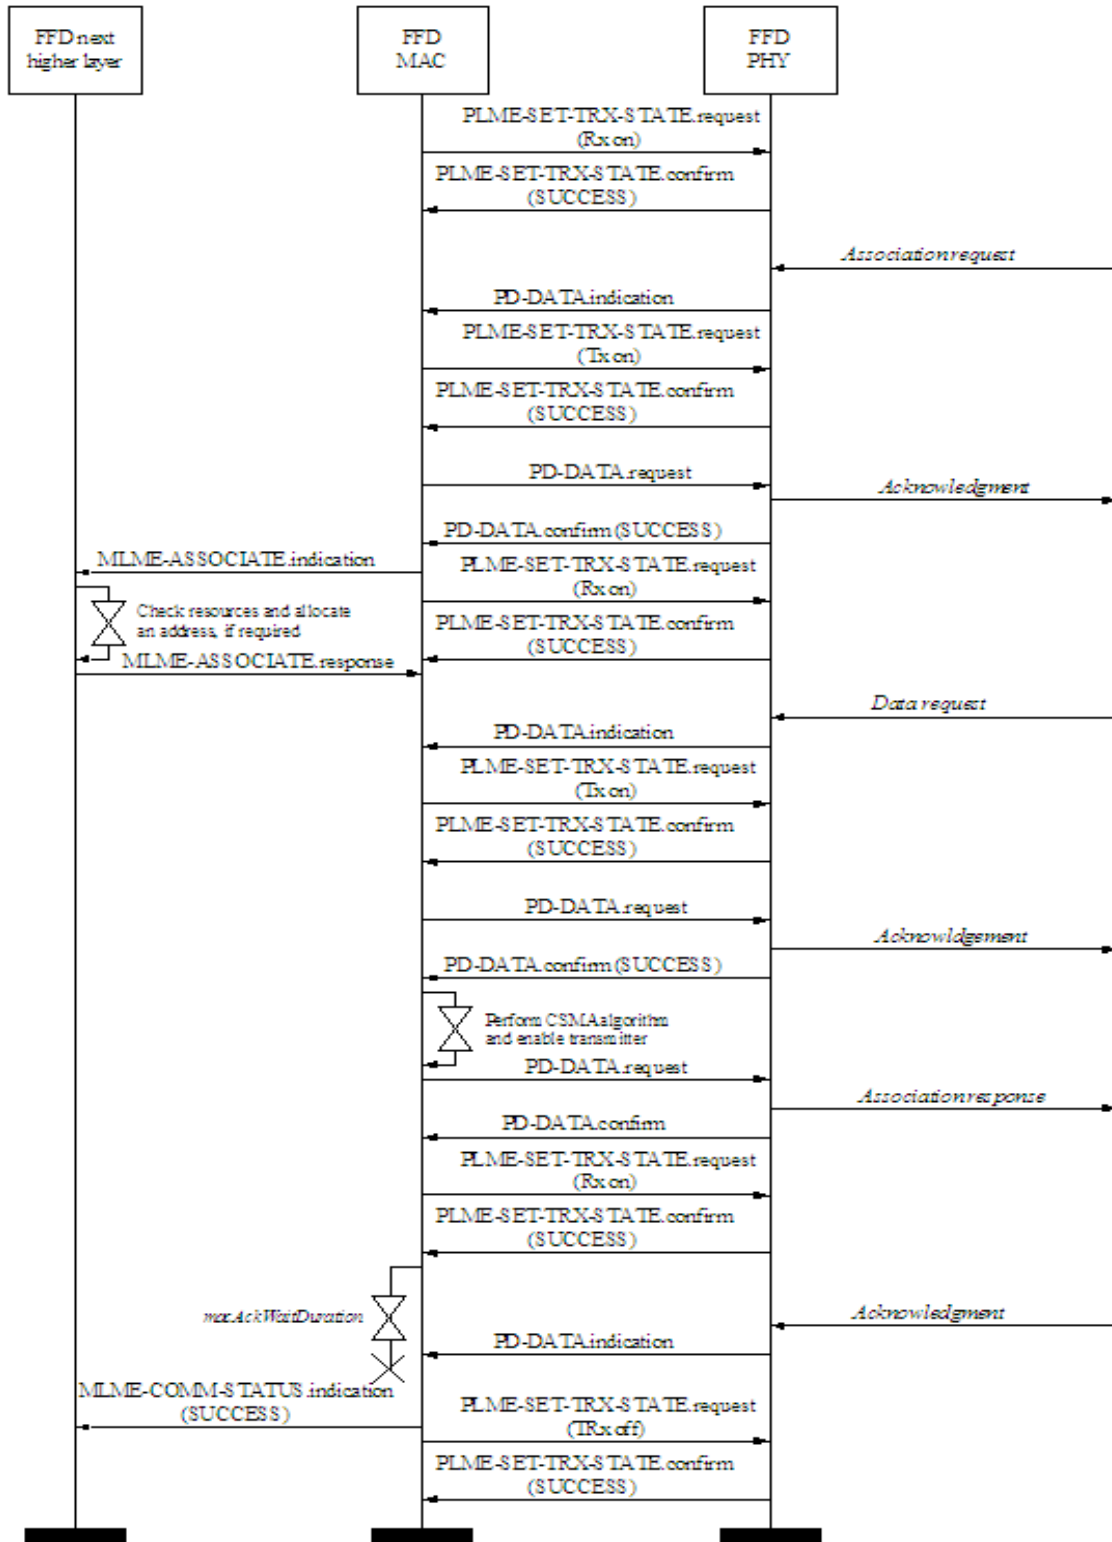 FFD next
higher layer
FFD
MAC
FFD
PHY
PLME-SET-TRX-STATE.request
(Rx on)
PLME-SET-TRX-STATE.confirm
(SUCCESS)
Association request
PD-DATA.indication
PLME-SET-TRX-STATE.request
(Tx on)
PLME-SET-TRX-STATE.confirm
(SUCCESS)
PD-DATA.request
Acknowledgment
PD-DATA.confirm (SUCCESS)
MLME-ASSOCIATE.indication
PLME-SET-TRX-STATE.request
(Rx on)
Check resources and allocate
an address, if required
PLME-SET-TRX-STATE.confirm
(SUCCESS)
MLME-ASSOCIATE.response
Data request
PD-DATA.indication
PLME-SET-TRX-STATE.request
(Tx on)
PLME-SET-TRX-STATE.confirm
(SUCCESS)
PD-DATA.request
Acknowldgement
PD-DATA.confirm (SUCCESS)
Perform CSMA algorithm
and enable transmitter
PD-DATA.request
Association response
PD-DATA.confirm
PLME-SET-TRX-STATE.request
(Rx on)
PLME-SET-TRX-STATE.confirm
(SUCCESS)
macAckWaitDuration
Acknowledgment
PD-DATA.indication
MLME-COMM-STATUS.indication
(SUCCESS)
PLME-SET-TRX-STATE.request
(TRx off)
PLME-SET-TRX-STATE.confirm
(SUCCESS)